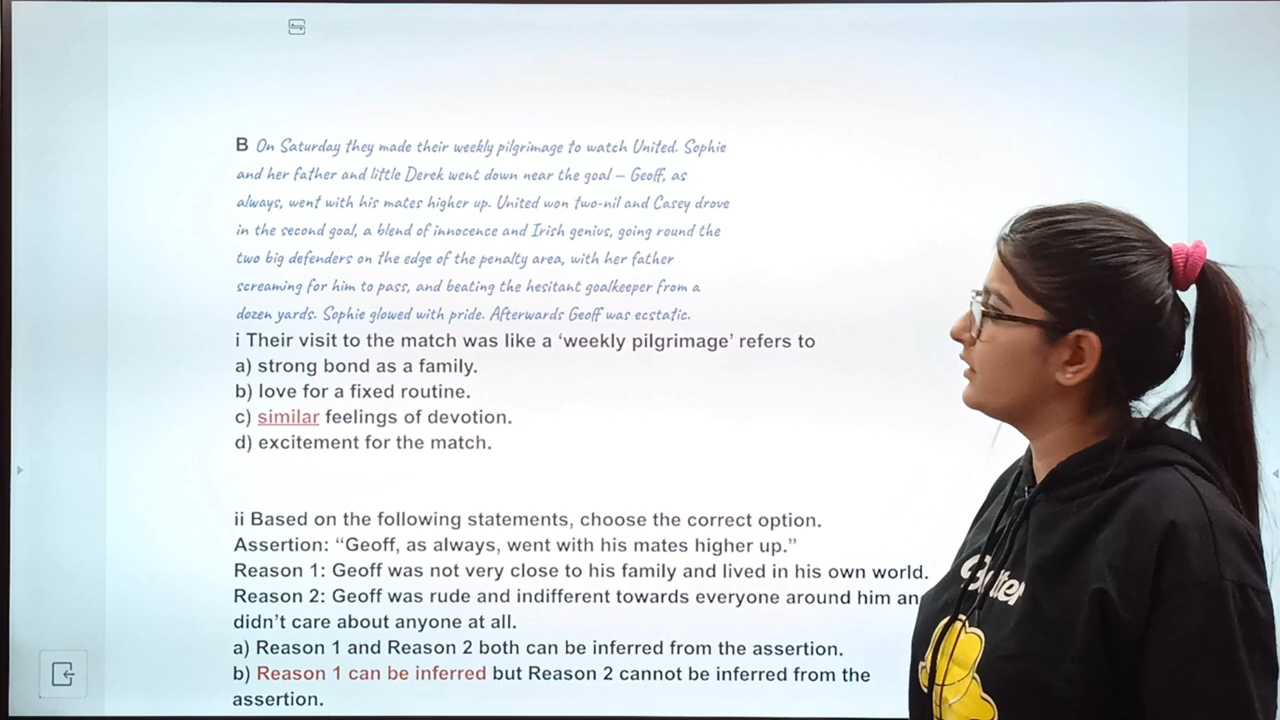 B On Saturday they made their weekly pilgrimage to watch United. Sophie
and her father and little Derek went down near the goal – Geoff, as
always, went with his mates higher up. United won two-nil and Casey drove
in the second goal, a blend of innocence and Irish genius, going round the
two big defenders on the edge of the penalty area, with her father
screaming for him to pass, and beating the hesitant goalkeeper from a
dozen yards. Sophie glowed with pride. Afterwards Geoff was ecstatic.
i Their visit to the match was like a ‘weekly pilgrimage’ refers to
a) strong bond as a family.
b) love for a fixed routine.
c) similar feelings of devotion.
d) excitement for the match.
ii Based on the following statements, choose the correct option.
Assertion: “Geoff, as always, went with his mates higher up.”
Reason 1: Geoff was not very close to his family and lived in his own world.
Reason 2: Geoff was rude and indifferent towards everyone around him
didn’t care about anyone at all.
a) Reason 1 and Reason 2 both can be inferred from the assertion.
b) Reason 1 can be inferred but Reason 2 cannot be inferred from the
assertion.